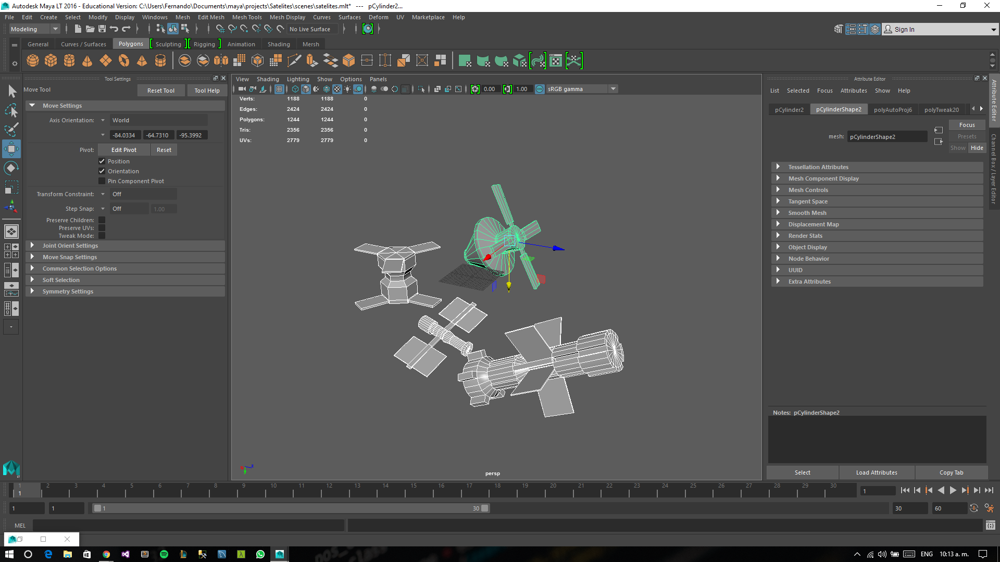 Autodesk Maya LT 2016 - Educational Version: C:\Users\Fernando\Documents\maya\projects\Satelites\scenes\satelites.mlt* --- pCylinder2...
File Edit Create Select Modify Display Windows Mesh Edit Mesh Mesh Tools Mesh Display Curves Surfaces Deform UV Marketplace Help
Modeling No Live Surface Sign In
General Curves / Surfaces Polygons Sculpting Rigging Animation Shading Mersh
Tool Settings
Move Tool Reset Tool Tool Help
Move Settings
Axis Orientation: World
-84.0334 -64.7310 -95.3992
Pivot: Edit Pivot Reset
Position
Orientation
Pin Component Pivot
Transform Constraint: Off
Step Snap: Off 1.00
Preserve Children:
Preserve UVs:
Tweak Mode:
Joint Orient Settings
Move Snap Settings
Common Selection Options
Soft Selection
Symmetry Settings
LT
View Shading Lighting Show Options Panels
0.00 1.00 ON sRGB gamma
Verts: 1188 1188 0
Edges: 2424 2424 0
Polygons: 1244 1244 0
Tris: 2356 2356 0
UVs: 2779 2779 0
z
y
persp
Attribute Editor
List Selected Focus Attributes Show Help
pCylinder2 pCylinderShape2 polyAutoProj6 polyTweak20
mesh: pCylinderShape2
Focus
Presets
Show Hide
Tessellation Attributes
Mesh Component Display
Mesh Controls
Tangent Space
Smooth Mesh
Displacement Map
Render Stats
Object Display
Node Behavior
UUID
Extra Attributes
Notes: pCylinderShape2
Select Load Attributes Copy Tab
Attribute Editor
Channel Box / Layer Editor
1 2 3 4 5 6 7 8 9 10 11 12 13 14 15 16 17 18 19 20 21 22 23 24 25 26 27 28 29 30
1 1
1 1 1 30 30 60
MEL
ENG 10:13 a. m.